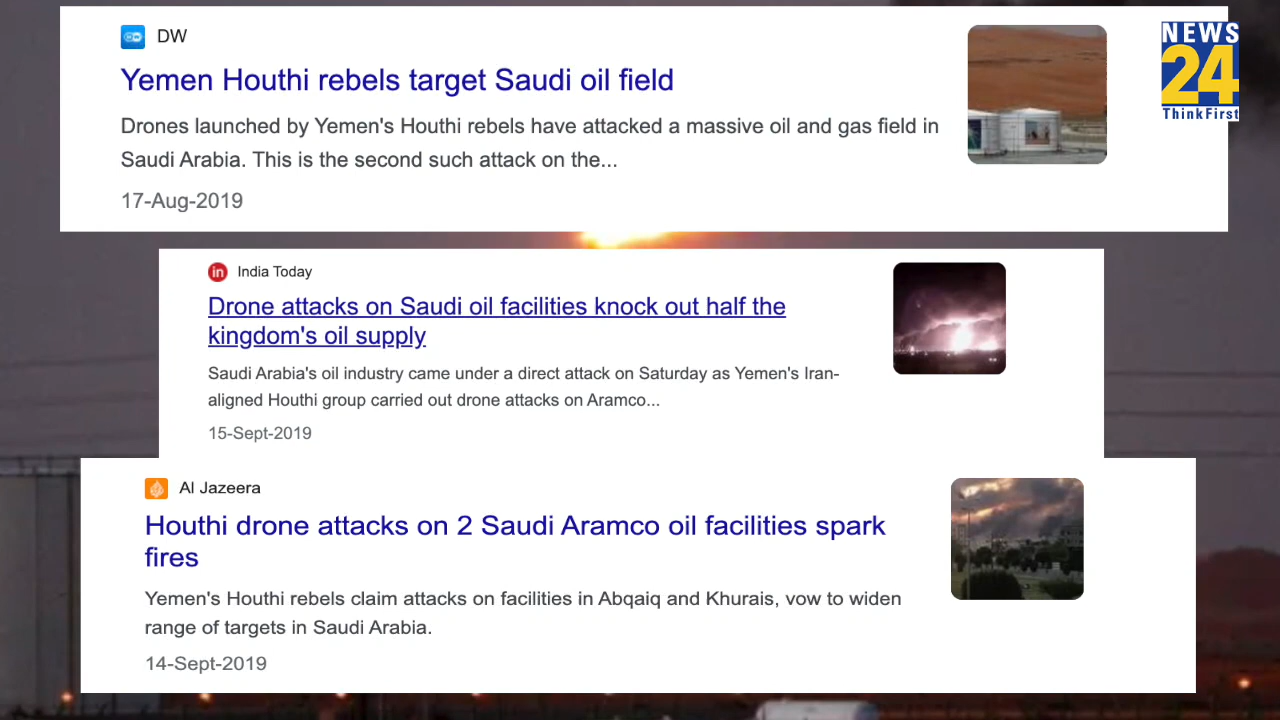 DW
Yemen Houthi rebels target Saudi oil field
Drones launched by Yemen's Houthi rebels have attacked a massive oil and gas field in
Saudi Arabia. This is the second such attack on the...
17-Aug-2019
NEWS
24
ThinkFirst
in India Today
Drone attacks on Saudi oil facilities knock out half the
kingdom's oil supply
Saudi Arabia's oil industry came under a direct attack on Saturday as Yemen's Iran-
aligned Houthi group carried out drone attacks on Aramco...
15-Sept-2019
Al Jazeera
Houthi drone attacks on 2 Saudi Aramco oil facilities spark
fires
Yemen's Houthi rebels claim attacks on facilities in Abqaiq and Khurais, vow to widen
range of targets in Saudi Arabia.
14-Sept-2019